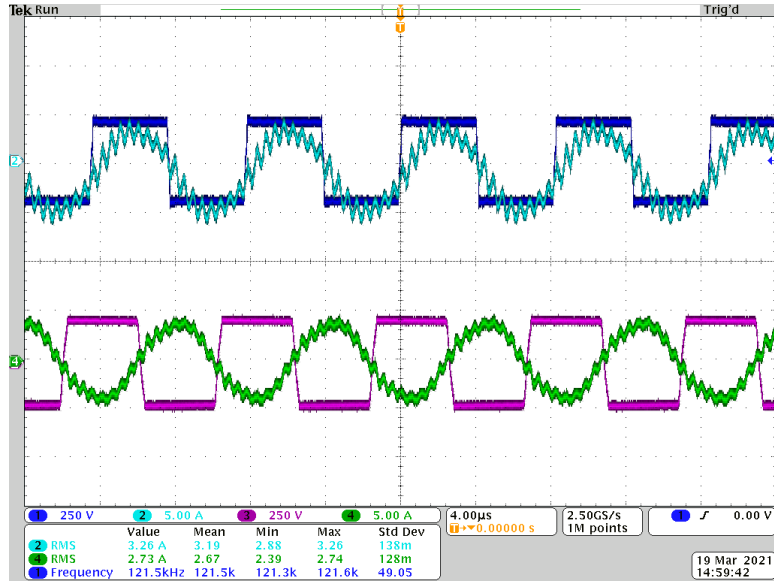 Tek Run Trig'd
T
T
2
4
1 250 V 2 5.00 A 3 250 V 4 5.00 A
4.00µs
T→▼0.00000 s
2.50GS/s
1M points
1 ∫ 0.00 V
Value Mean Min Max Std Dev
2 RMS 3.26 A 3.19 2.88 3.26 138m
4 RMS 2.73 A 2.67 2.39 2.74 128m
1 Frequency 121.5kHz 121.5k 121.3k 121.6k 49.05
19 Mar 2021
14:59:42